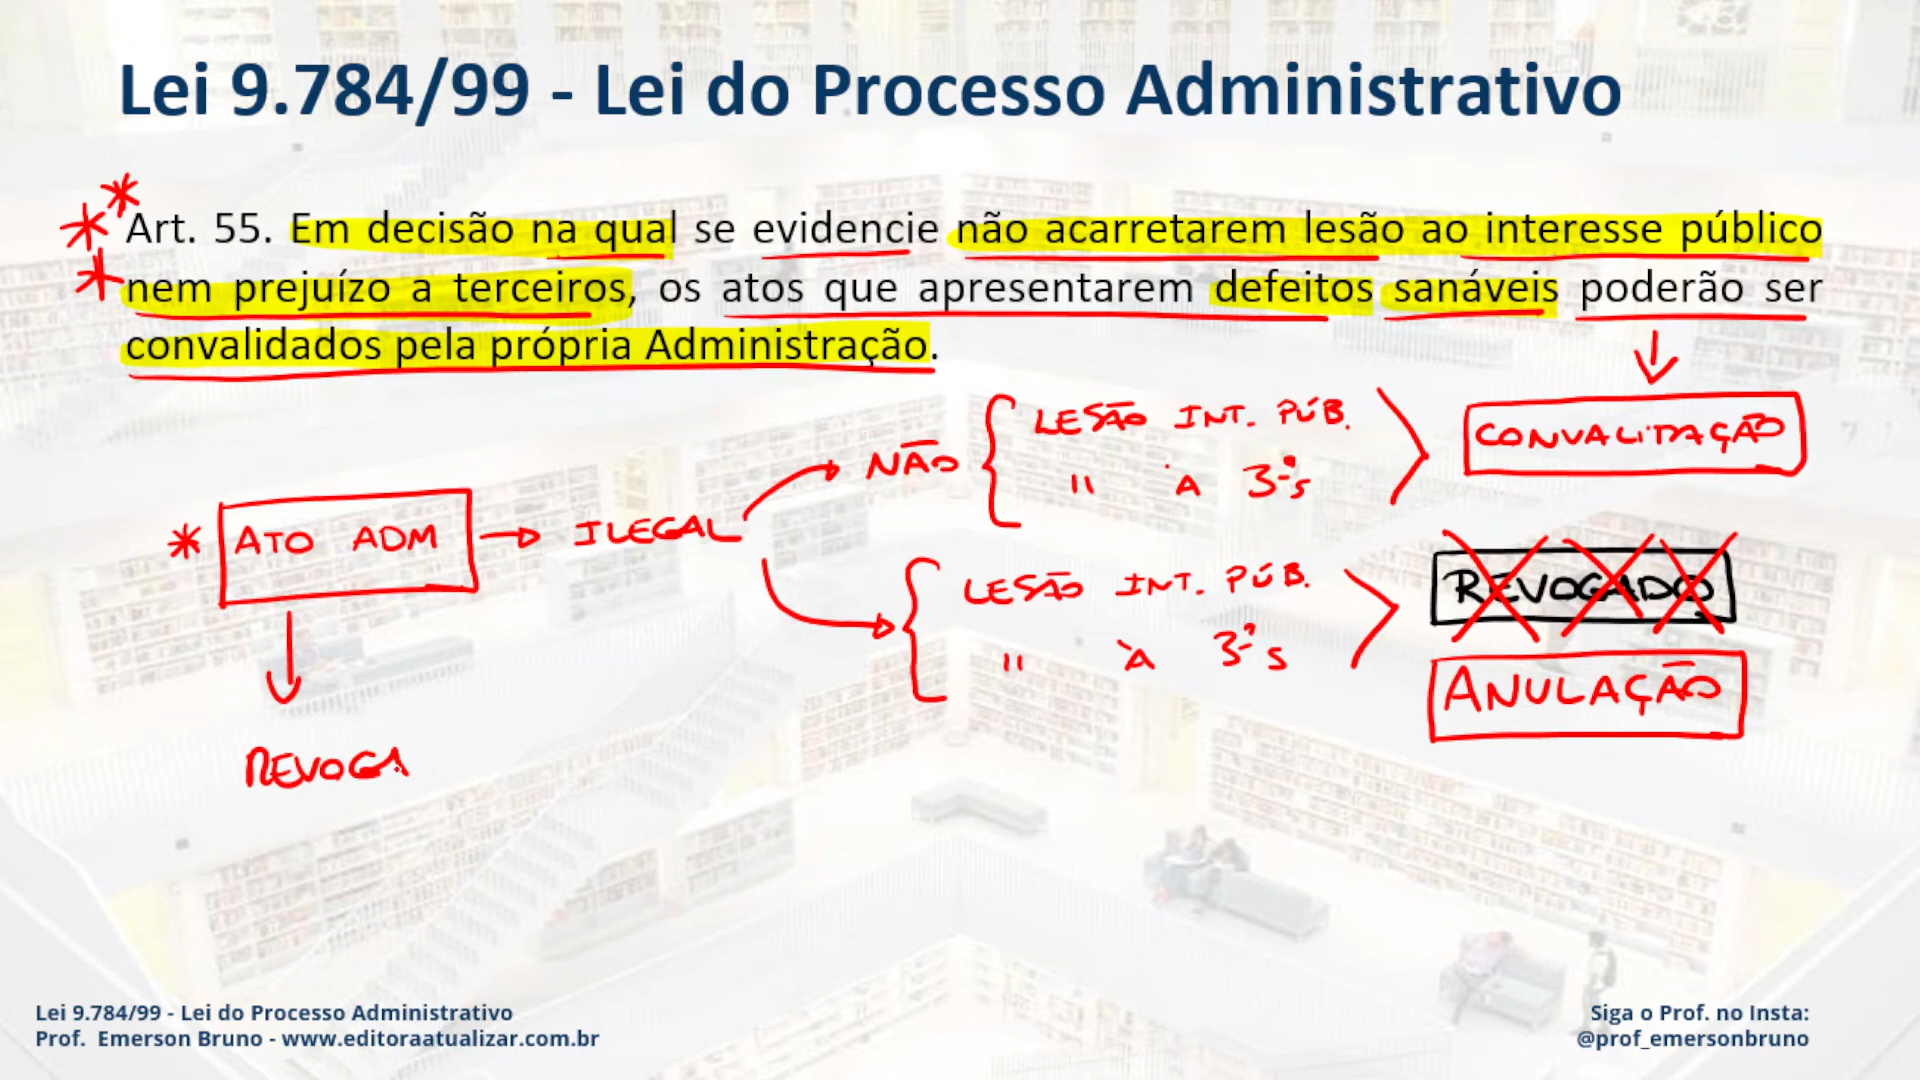 Lei 9.784/99 - Lei do Processo Administrativo
Art. 55. Em decisão na qual se evidencie não acarretarem lesão ao interesse público
nem prejuízo a terceiros, os atos que apresentarem defeitos sanáveis poderão ser
convalidados pela própria Administração.
LESÃO INT. PÚB.
CONVALIDAÇÃO
NÃO
" A 3ºs
* ATO ADM → ILEGAL
LESÃO INT. PÚB.
REVOGADO
" À 3ºs
ANULAÇÃO
REVOGA
Lei 9.784/99 - Lei do Processo Administrativo
Prof. Emerson Bruno - www.editoraatualizar.com.br
Siga o Prof. no Insta:
@prof_emersonbruno